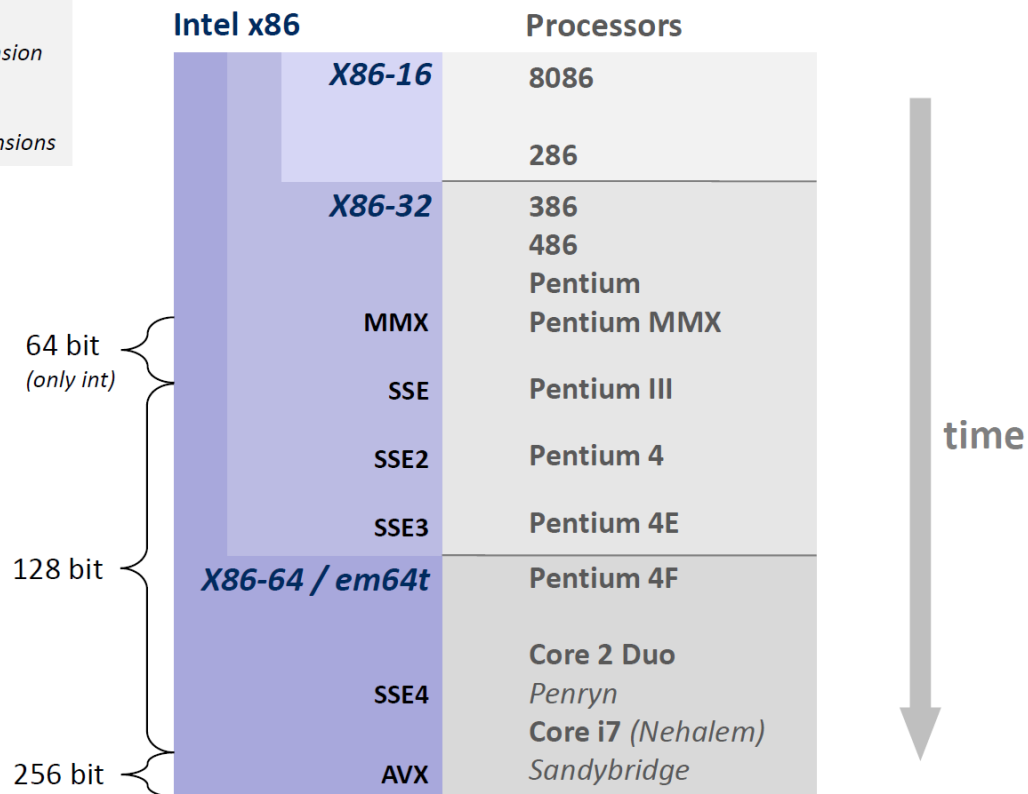 Intel x86
Processors
nsion
nsions
X86-16
8086
286
X86-32
386
486
Pentium
MMX
Pentium MMX
64 bit
(only int)
SSE
Pentium III
SSE2
Pentium 4
SSE3
Pentium 4E
128 bit
X86-64 / em64t
Pentium 4F
Core 2 Duo
SSE4
Penryn
Core i7 (Nehalem)
256 bit
AVX
Sandybridge
time